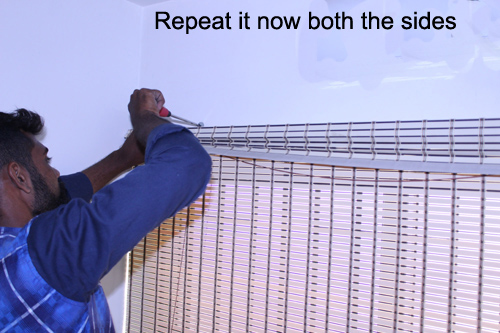 Repeat it now both the sides